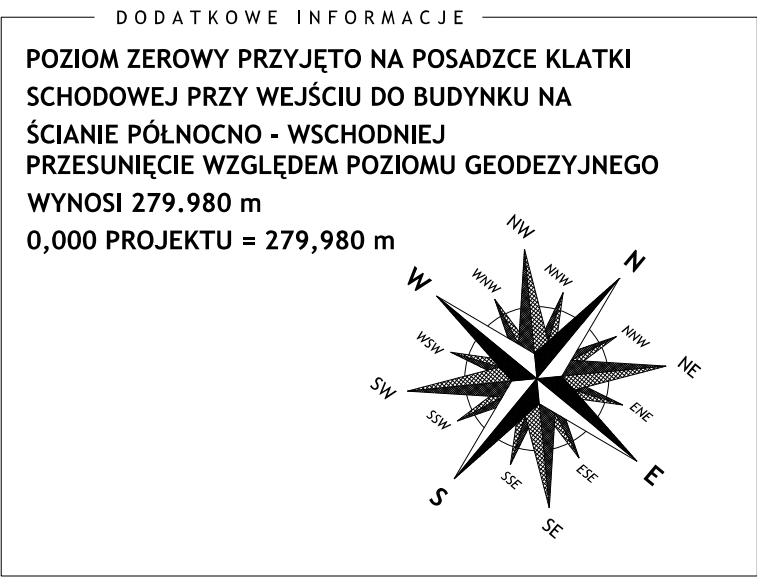 DODATKOWE INFORMACJE
POZIOM ZEROWY PRZYJĘTO NA POSADZCE KLATKI
SCHODOWEJ PRZY WEJŚCIU DO BUDYNKU NA
ŚCIANIE PÓŁNOCNO - WSCHODNIEJ
PRZESUNIĘCIE WZGLĘDEM POZIOMU GEODEZYJNEGO
WYNOSI 279.980 m
0,000 PROJEKTU = 279,980 m
NW
N
W
WNW
NNW
NNW
WSW
NE
SW
ENE
SSW
SSE
ESE
E
S
SE